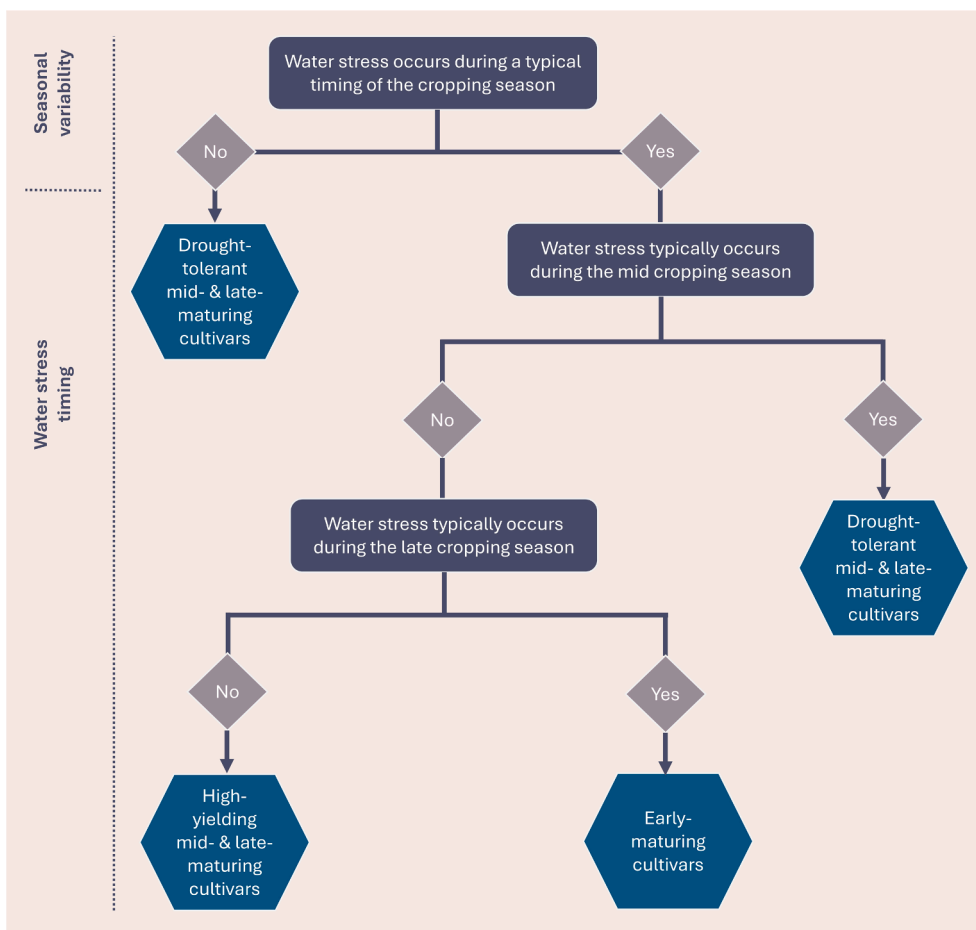 Seasonal
variability
Water stress occurs during a typical
timing of the cropping season
No
Yes
Water stress
timing
Drought-
tolerant
mid- & late-
maturing
cultivars
Water stress typically occurs
during the mid cropping season
No
Yes
Water stress typically occurs
during the late cropping season
Drought-
tolerant
mid- & late-
maturing
cultivars
No
Yes
High-
yielding
mid- & late-
maturing
cultivars
Early-
maturing
cultivars